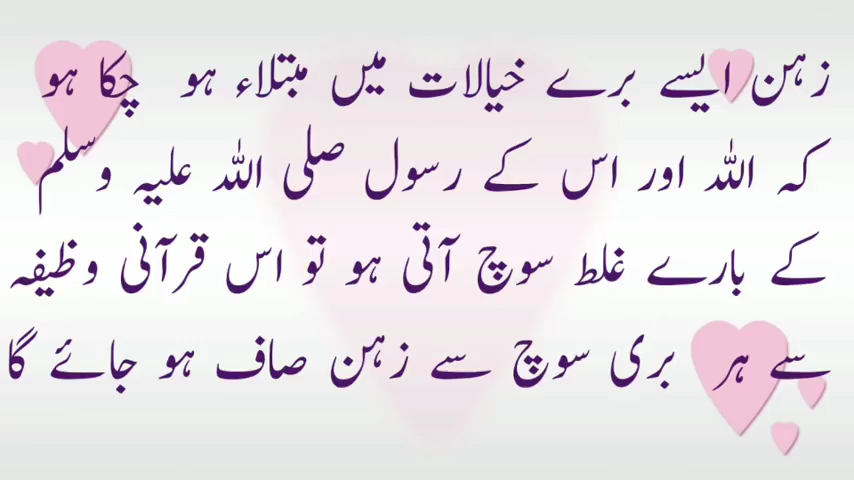 زہن ایسے برے خیالات میں مبتلاء ہو چکا ہو
کہ اللہ اور اس کے رسول صلی اللہ علیہ وسلم
کے بارے غلط سوچ آتی ہو تو اس قرآنی وظیفہ
سے ہر بری سوچ سے زہن صاف ہو جائے گا